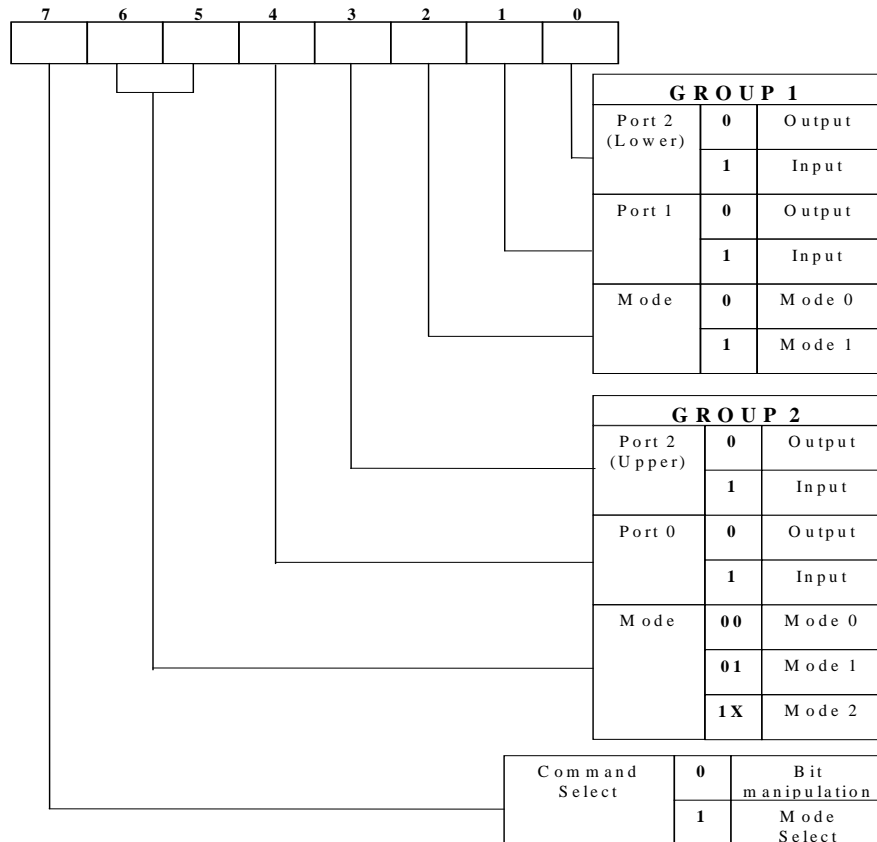 7 6 5 4 3 2 1 0
GROUP 1
Port 2 0 Output
(Lower)
1 Input
Port 1 0 Output
1 Input
Mode 0 Mode 0
1 Mode 1
GROUP 2
Port 2 0 Output
(Upper)
1 Input
Port 0 0 Output
1 Input
Mode 00 Mode 0
01 Mode 1
1X Mode 2
Command 0 Bit
Select manipulation
1 Mode
Select